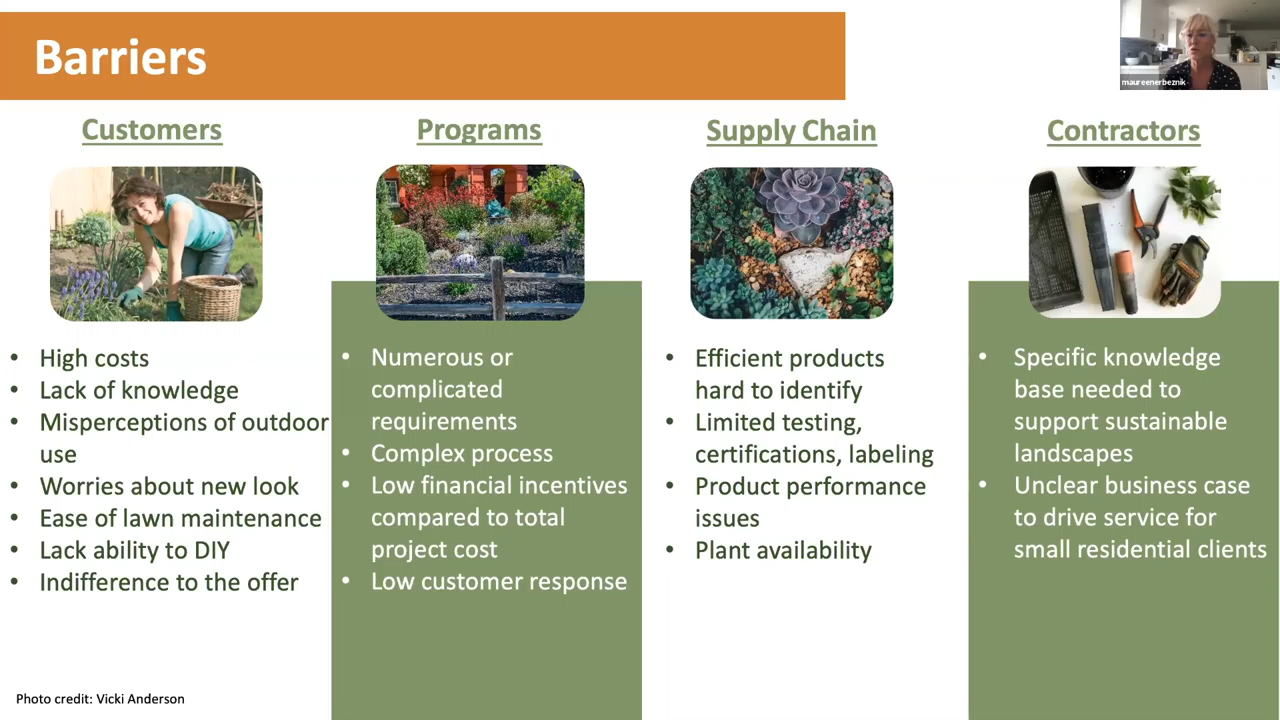 Barriers
maureenerbeznik
Customers
Programs
Supply Chain
Contractors
• High costs
• Lack of knowledge
• Misperceptions of outdoor
use
• Worries about new look
• Ease of lawn maintenance
• Lack ability to DIY
• Indifference to the offer
• Numerous or
complicated
requirements
• Complex process
• Low financial incentives
compared to total
project cost
• Low customer response
• Efficient products
hard to identify
• Limited testing,
certifications, labeling
• Product performance
issues
• Plant availability
• Specific knowledge
base needed to
support sustainable
landscapes
• Unclear business case
to drive service for
small residential clients
Photo credit: Vicki Anderson